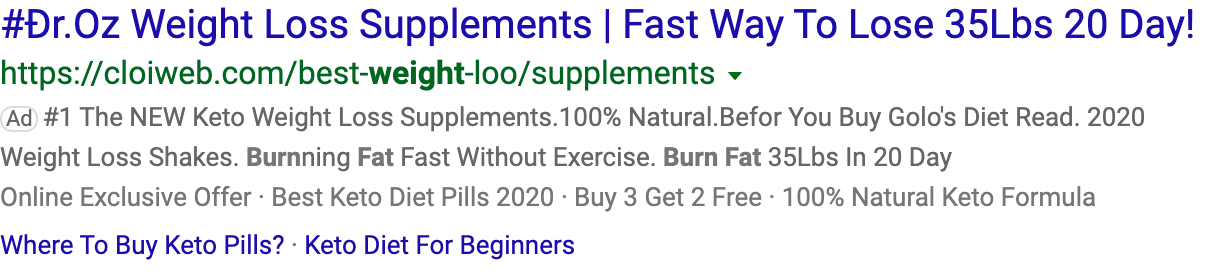 #Ðr.Oz Weight Loss Supplements | Fast Way To Lose 35Lbs 20 Day!
https://cloiweb.com/best-weight-loo/supplements
Ad #1 The NEW Keto Weight Loss Supplements.100% Natural.Befor You Buy Golo's Diet Read. 2020
Weight Loss Shakes. Burnning Fat Fast Without Exercise. Burn Fat 35Lbs In 20 Day
Online Exclusive Offer · Best Keto Diet Pills 2020 · Buy 3 Get 2 Free · 100% Natural Keto Formula
Where To Buy Keto Pills? · Keto Diet For Beginners